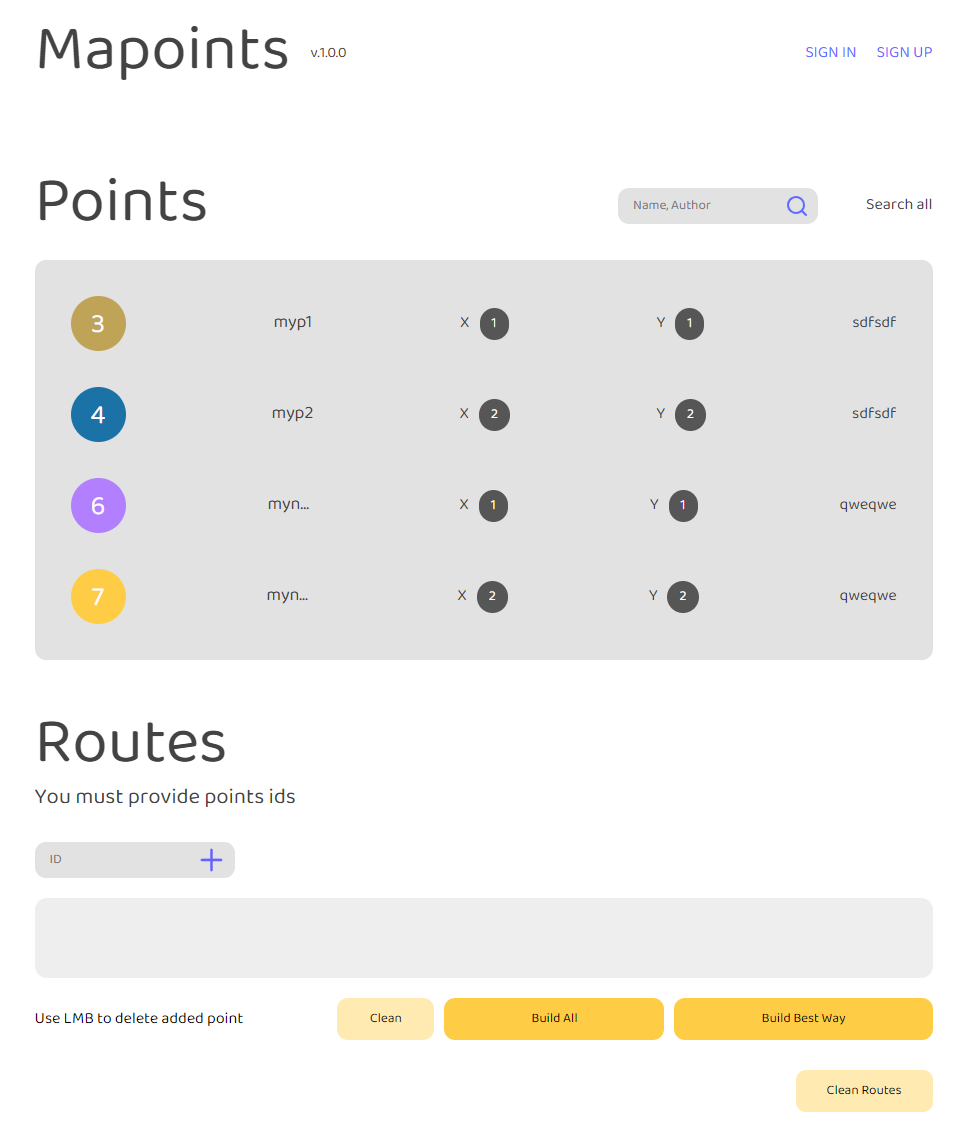 Mapoints v.1.0.0 SIGN IN SIGN UP
Points Name, Author Search all
3 myp1 X 1 Y 1 sdfsdf
4 myp2 X 2 Y 2 sdfsdf
6 myn... X 1 Y 1 qweqwe
7 myn... X 2 Y 2 qweqwe
Routes
You must provide points ids
ID
Use LMB to delete added point Clean Build All Build Best Way
Clean Routes